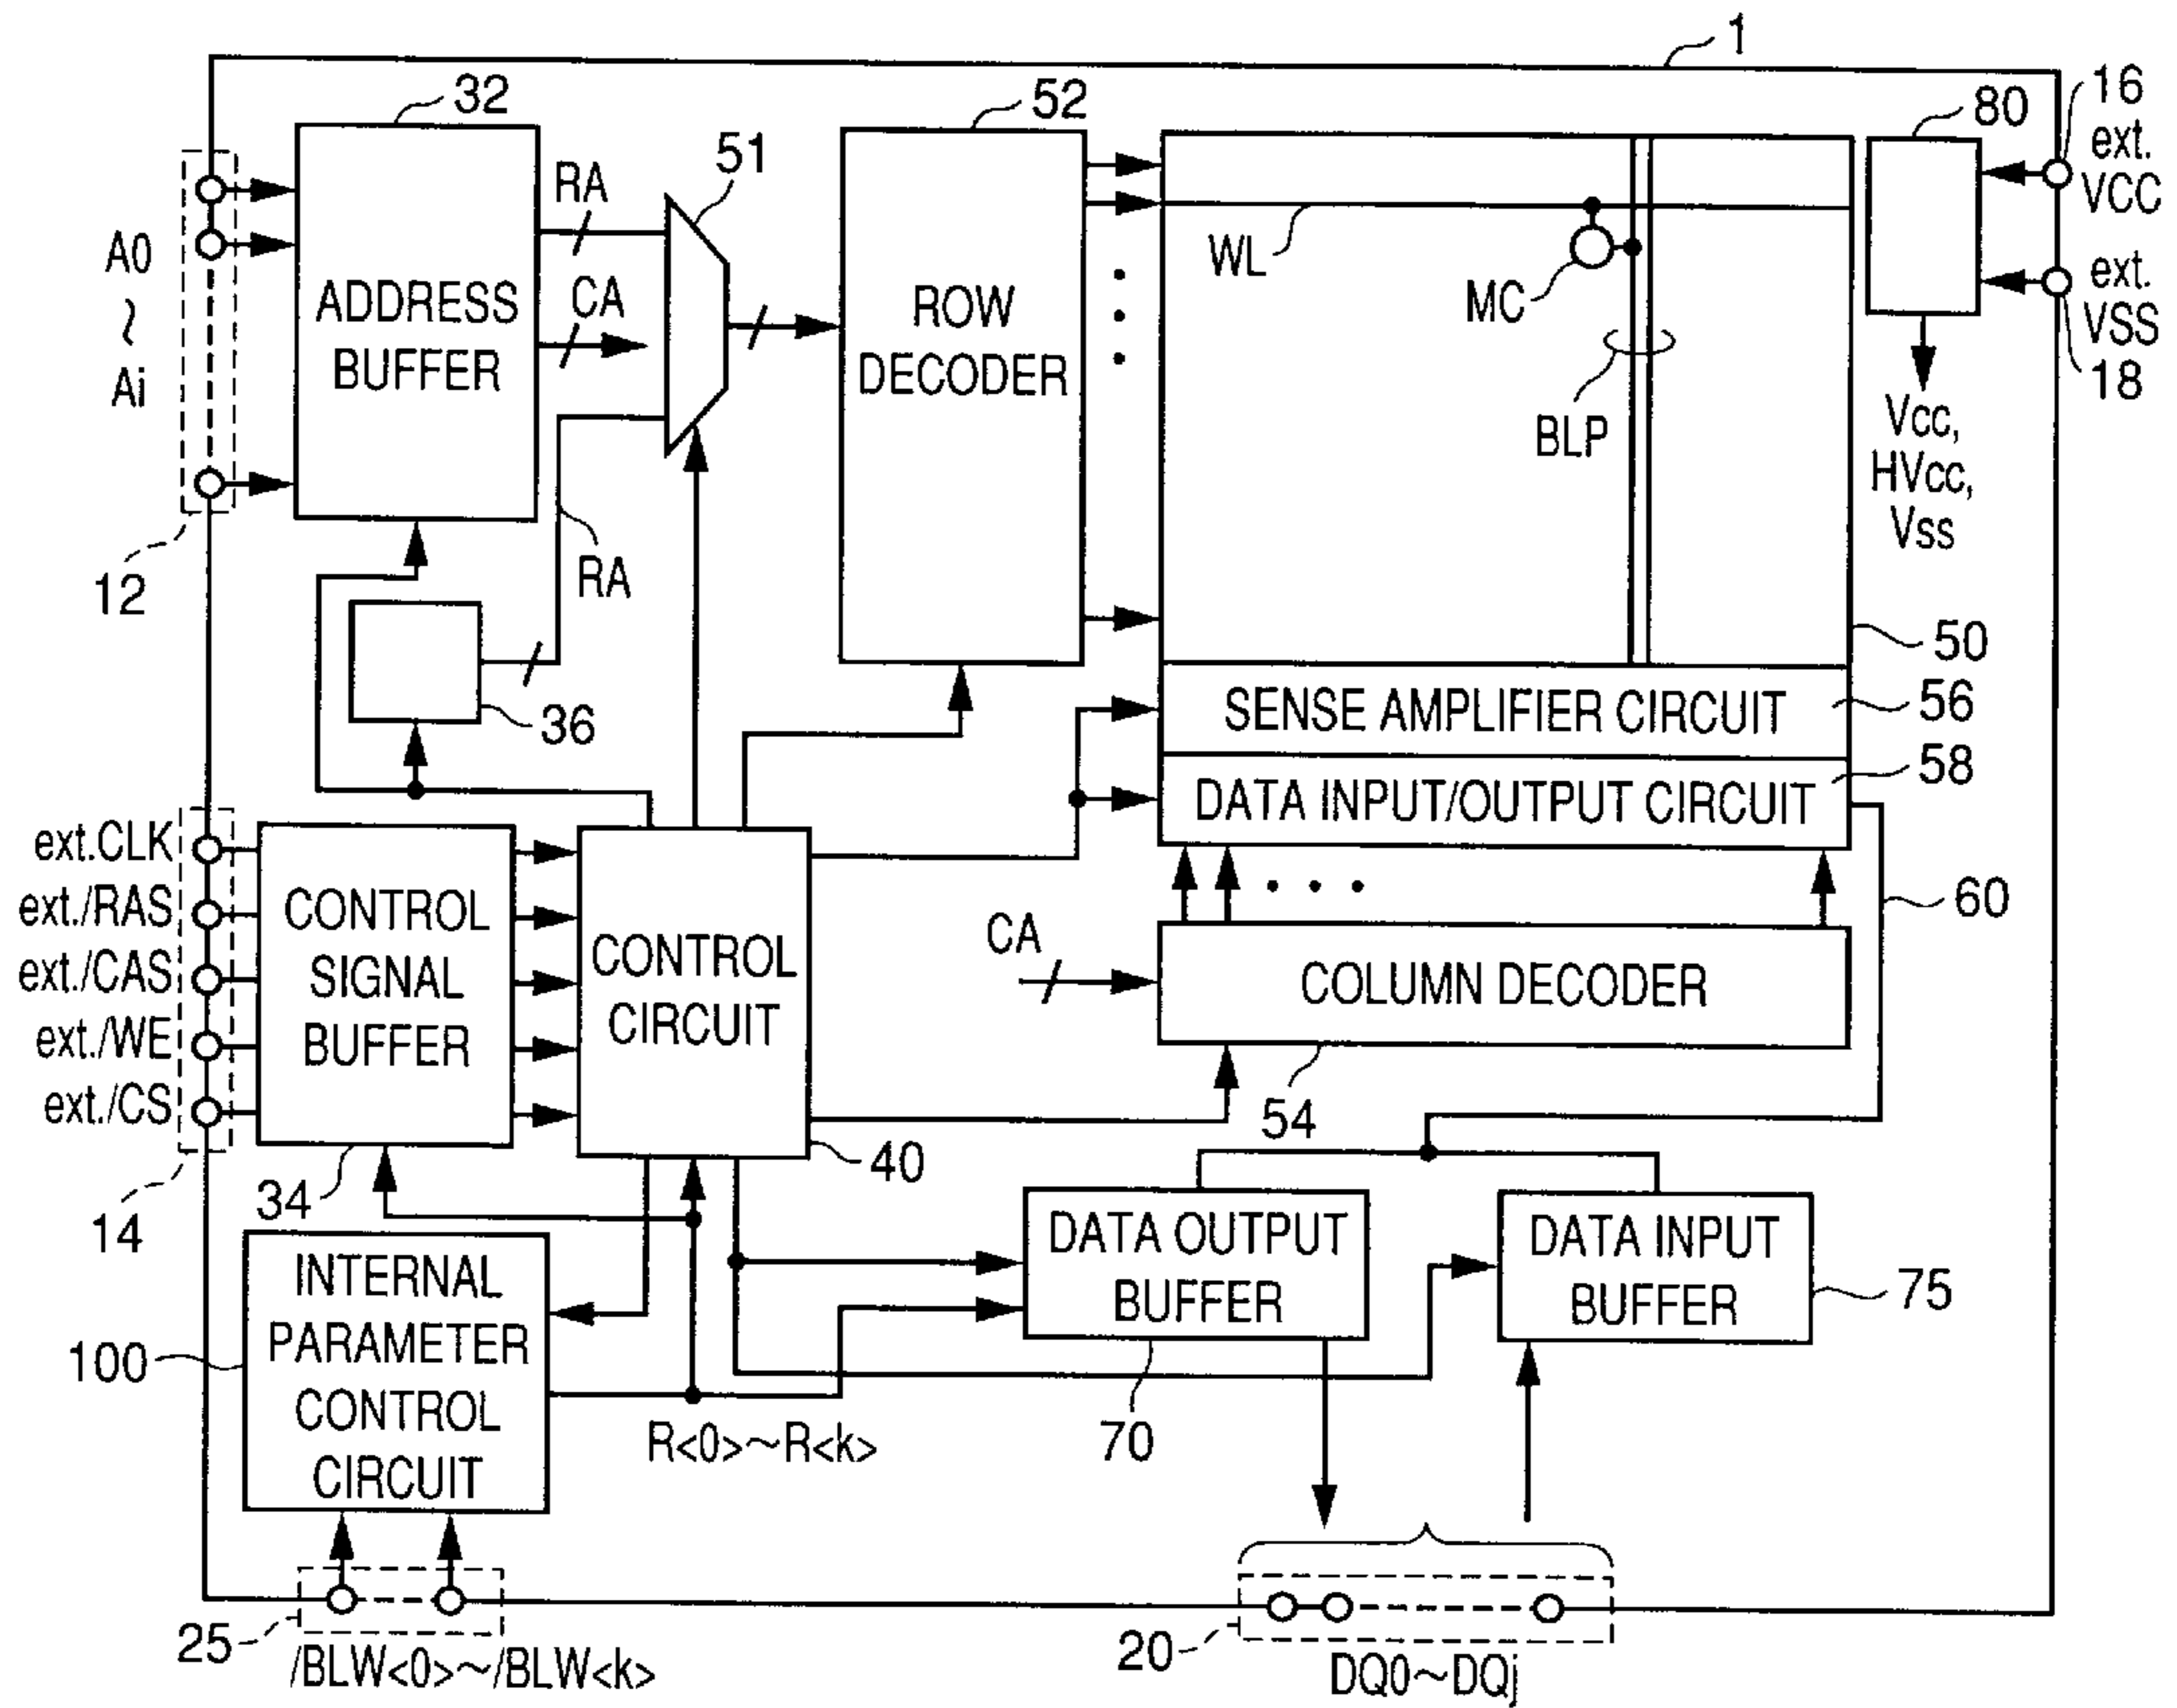 1
32
52
16
80
ext.
VCC
51
RA
A0
~
Ai
ADDRESS
BUFFER
CA
ROW
DECODER
WL
MC
BLP
ext.
VSS
18
Vcc,
HVcc,
Vss
12
RA
36
50
SENSE AMPLIFIER CIRCUIT
56
DATA INPUT/OUTPUT CIRCUIT
58
ext.CLK
ext./RAS
ext./CAS
ext./WE
ext./CS
CONTROL
SIGNAL
BUFFER
CONTROL
CIRCUIT
CA
COLUMN DECODER
60
54
40
34
14
INTERNAL
PARAMETER
CONTROL
CIRCUIT
100
DATA OUTPUT
BUFFER
DATA INPUT
BUFFER
75
70
R<0>~R<k>
25
/BLW<0>~/BLW<k>
20
DQ0~DQj